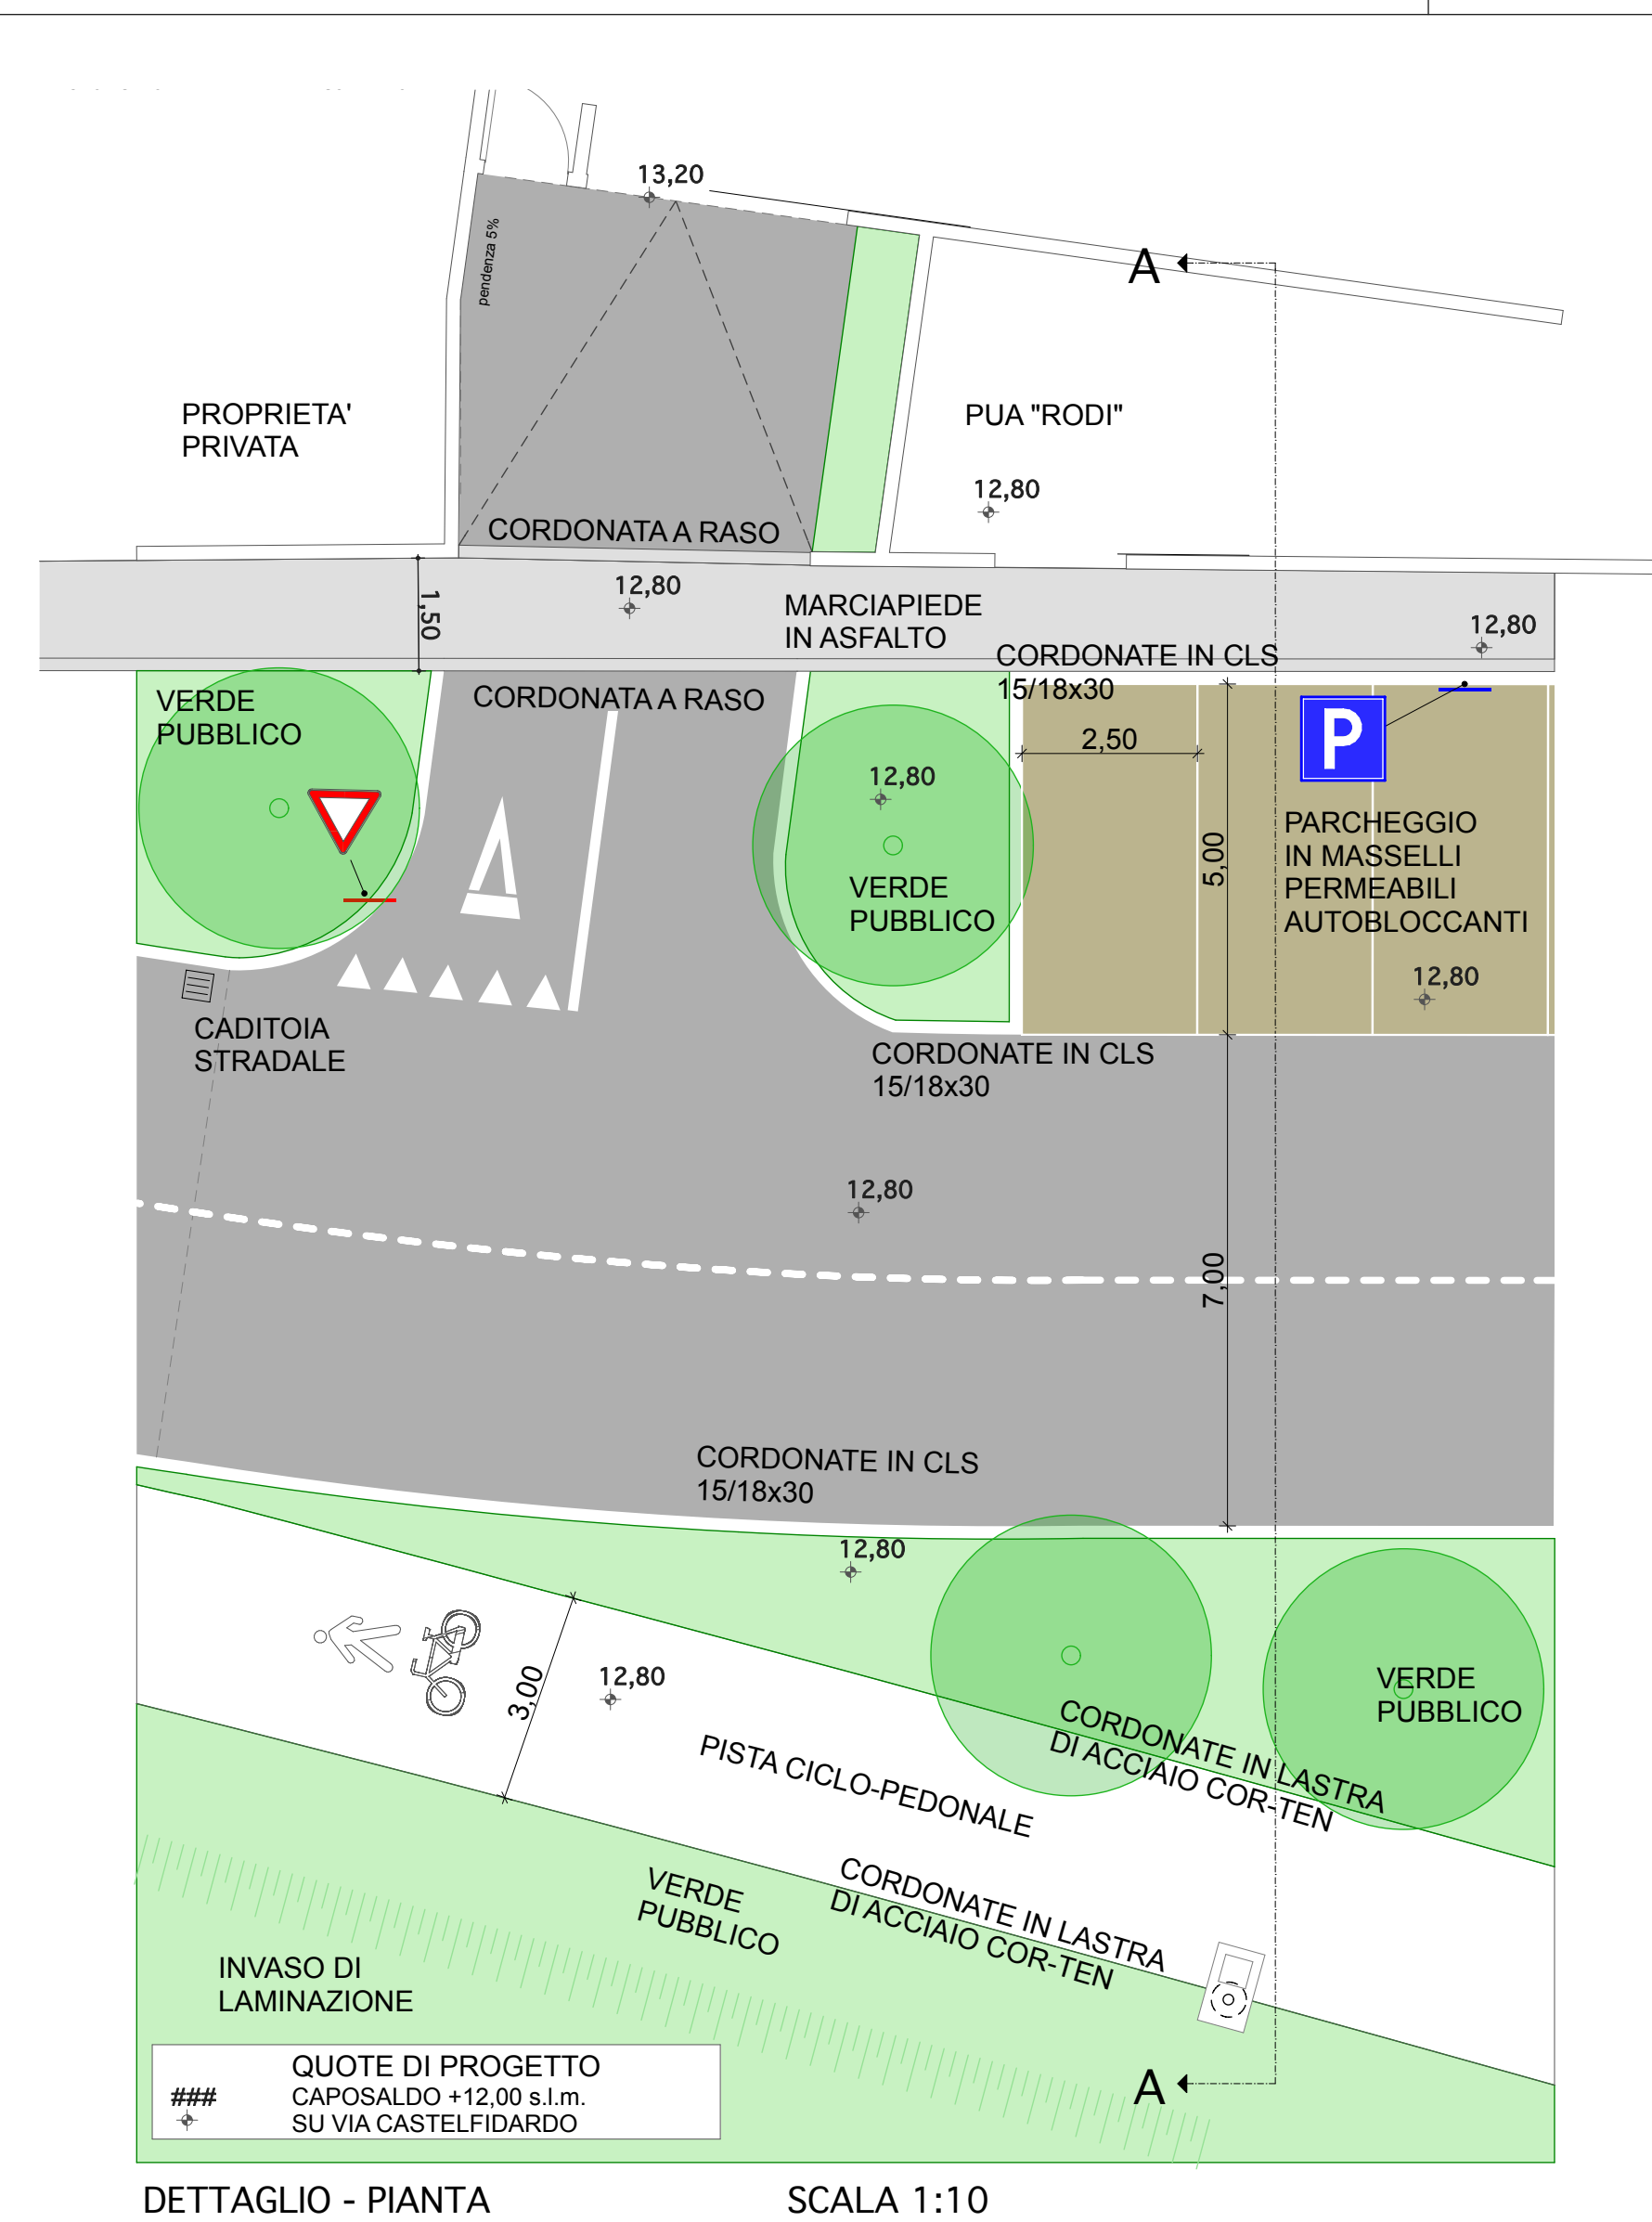 13,20
pendenza 5%
A
PROPRIETA'
PRIVATA
PUA "RODI"
12,80
CORDONATA A RASO
12,80
1,50
MARCIAPIEDE
IN ASFALTO
12,80
CORDONATE IN CLS
15/18x30
VERDE
PUBBLICO
CORDONATA A RASO
P
2,50
12,80
5,00
PARCHEGGIO
IN MASSELLI
PERMEABILI
AUTOBLOCCANTI
VERDE
PUBBLICO
12,80
CADITOIA
STRADALE
CORDONATE IN CLS
15/18x30
12,80
7,00
CORDONATE IN CLS
15/18x30
12,80
3,00
12,80
VERDE
PUBBLICO
CORDONATE IN LASTRA
DI ACCIAIO COR-TEN
PISTA CICLO-PEDONALE
CORDONATE IN LASTRA
DI ACCIAIO COR-TEN
VERDE
PUBBLICO
INVASO DI
LAMINAZIONE
A
QUOTE DI PROGETTO
### CAPOSALDO +12,00 s.l.m.
SU VIA CASTELFIDARDO
DETTAGLIO - PIANTA SCALA 1:10